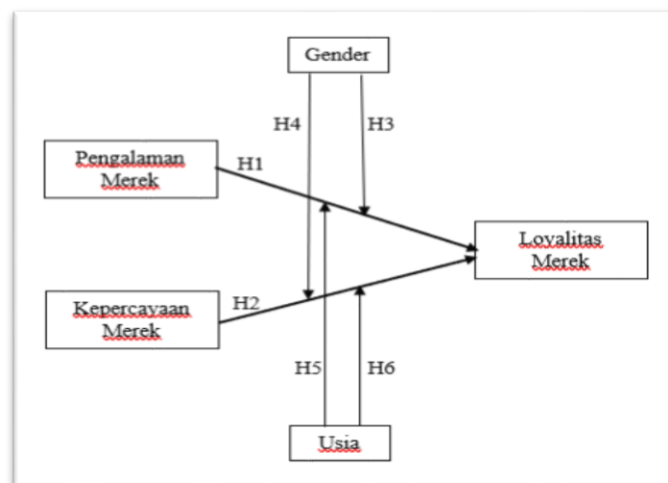 Gender
H4
H3
Pengalaman
Merek
H1
Loyalitas
Merek
Kepercayaan
Merek
H2
H5
H6
Usia